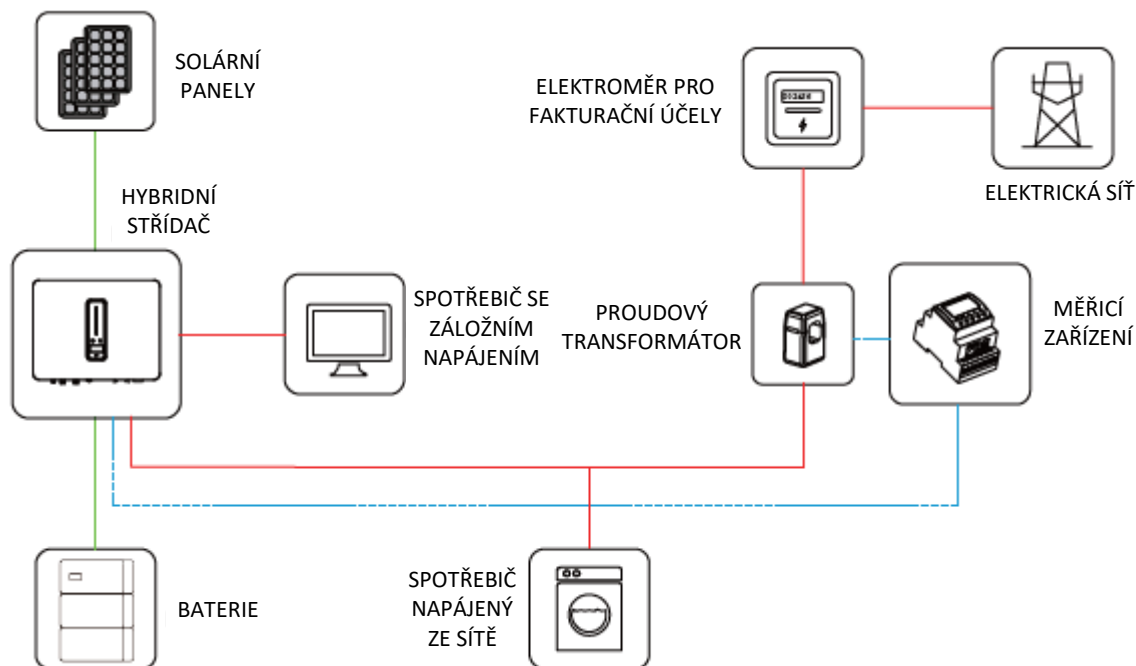 SOLÁRNÍ
PANELY
ELEKTROMĚR PRO
FAKTURAČNÍ ÚČELY
ELEKTRICKÁ SÍŤ
HYBRIDNÍ
STŘÍDAČ
SPOTŘEBIČ SE
ZÁLOŽNÍM
NAPÁJENÍM
PROUDOVÝ
TRANSFORMÁTOR
MĚŘICÍ
ZAŘÍZENÍ
BATERIE
SPOTŘEBIČ
NAPÁJENÝ
ZE SÍTĚ